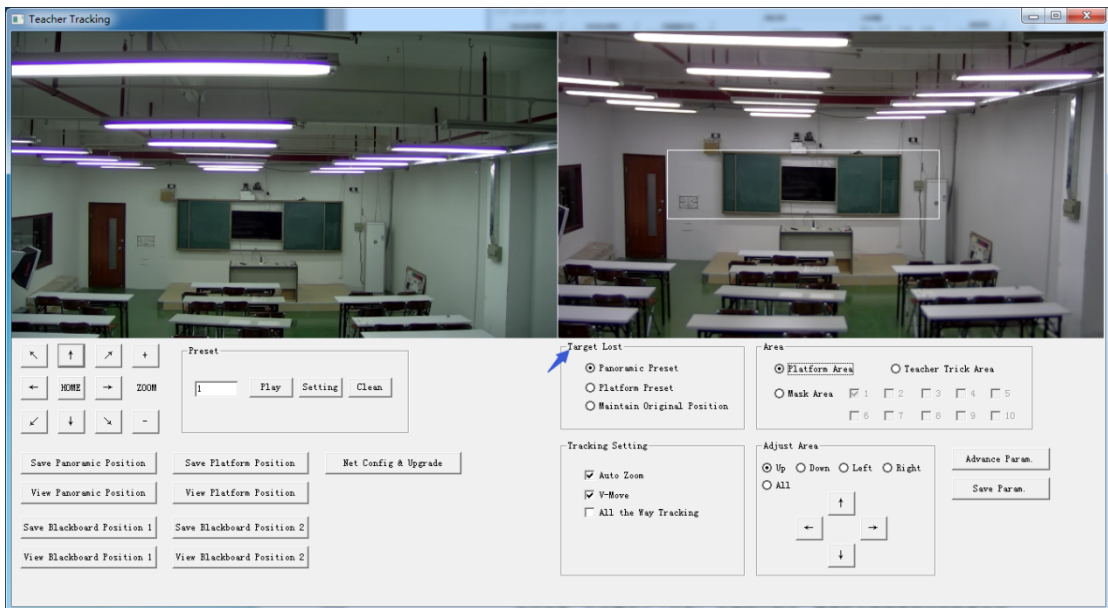 Teacher Tracking
↖ ↑ ↗ +
← HOME → ZOOM
↙ ↓ ↘ -
Preset
1 Play Setting Clean
Save Panoramic Position Save Platform Position Net Config & Upgrade
View Panoramic Position View Platform Position
Save Blackboard Position 1 Save Blackboard Position 2
View Blackboard Position 1 View Blackboard Position 2
Target Lost
Panoramic Preset
Platform Preset
Maintain Original Position
Area
Platform Area Teacher Trick Area
Mask Area 1 2 3 4 5
6 7 8 9 10
Tracking Setting
Auto Zoom
V-Move
All the Way Tracking
Adjust Area
Up Down Left Right
All
↑
← →
↓
Advance Param.
Save Param.